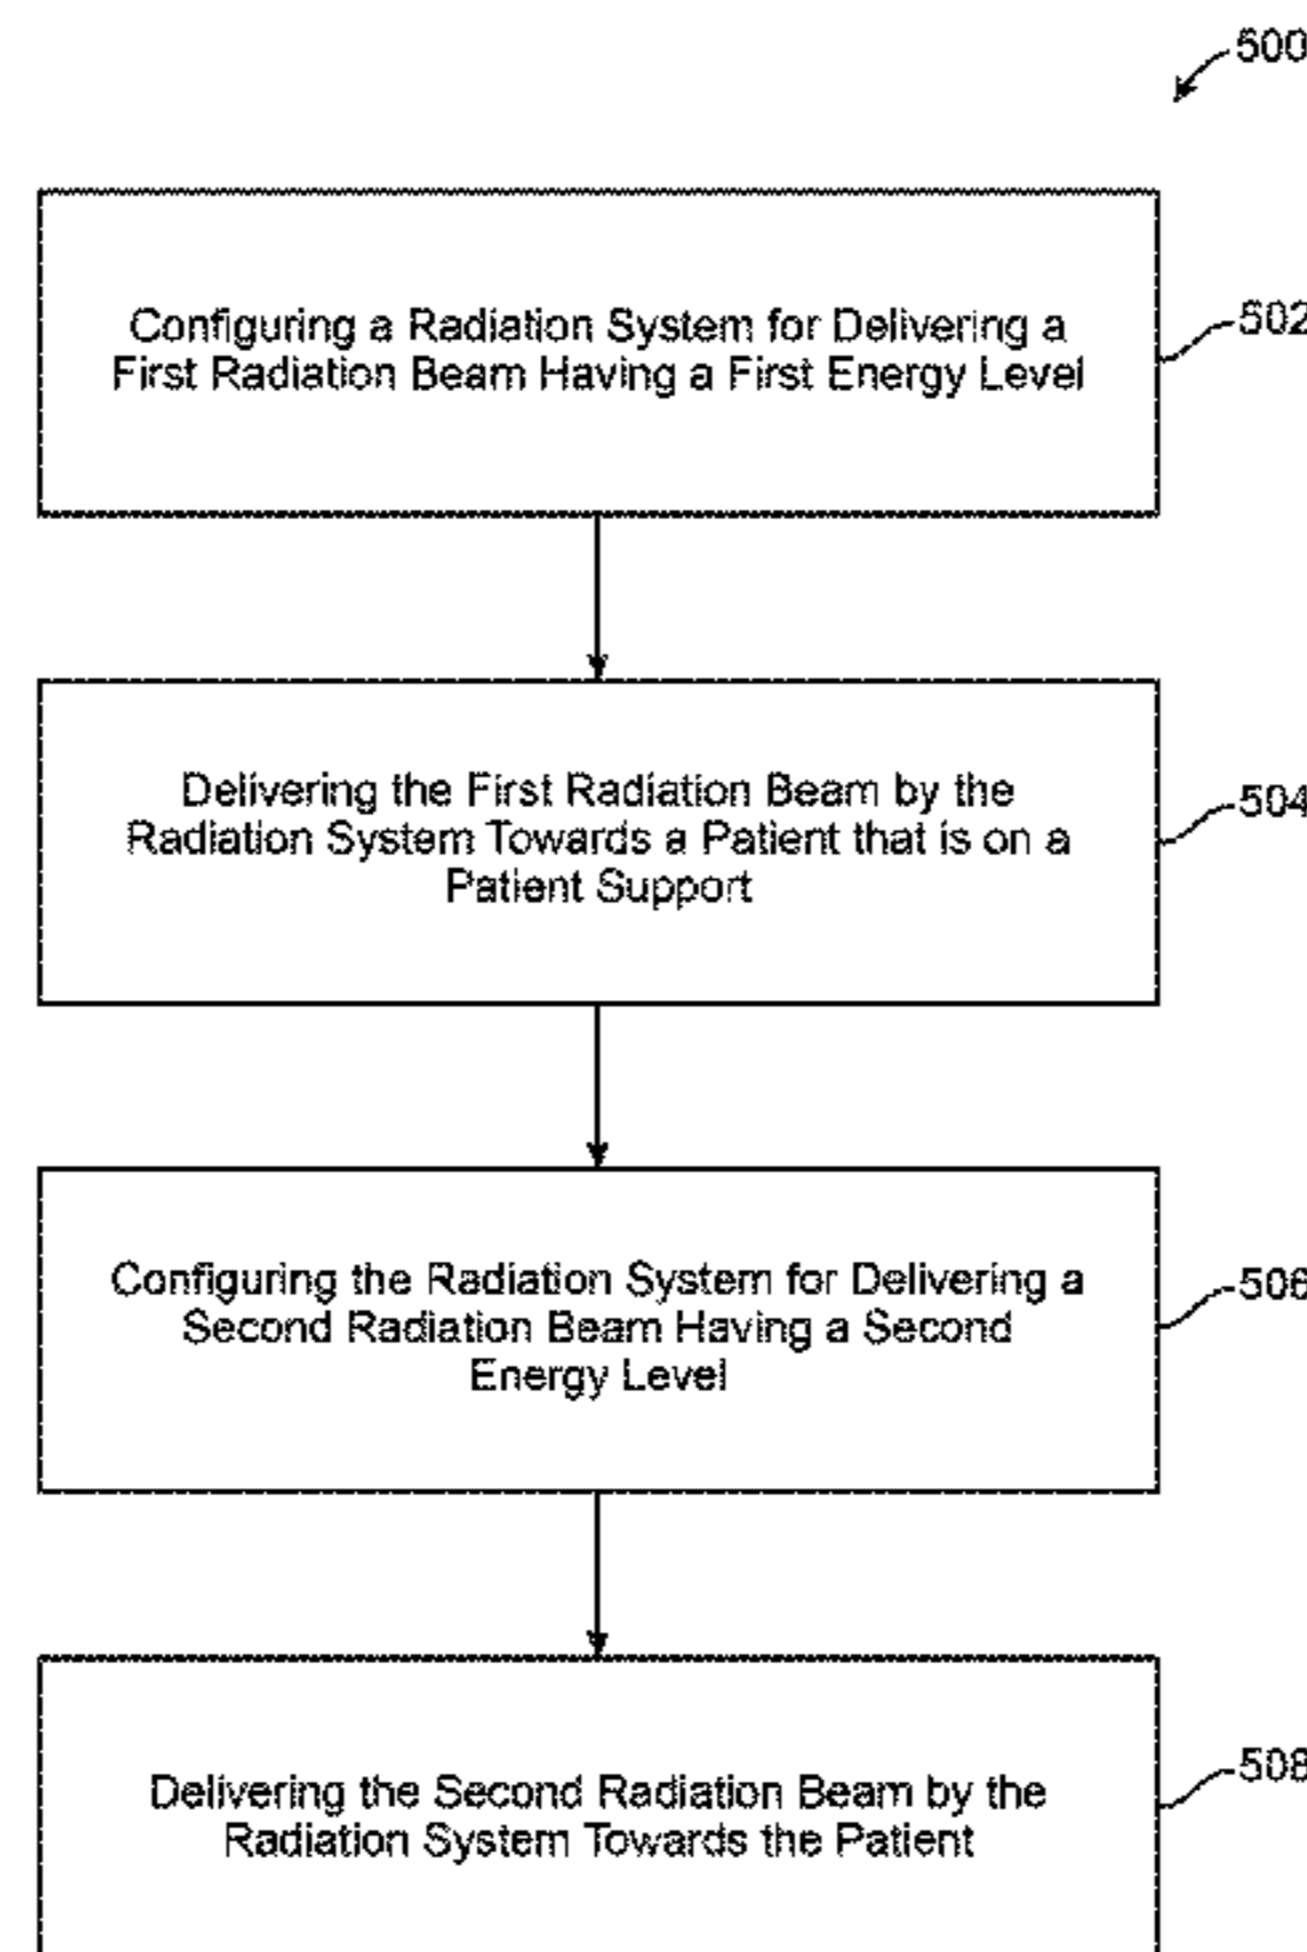 500
Configuring a Radiation System for Delivering a
First Radiation Beam Having a First Energy Level
502
Delivering the First Radiation Beam by the
Radiation System Towards a Patient that is on a
Patient Support
504
Configuring the Radiation System for Delivering a
Second Radiation Beam Having a Second
Energy Level
506
Delivering the Second Radiation Beam by the
Radiation System Towards the Patient
508